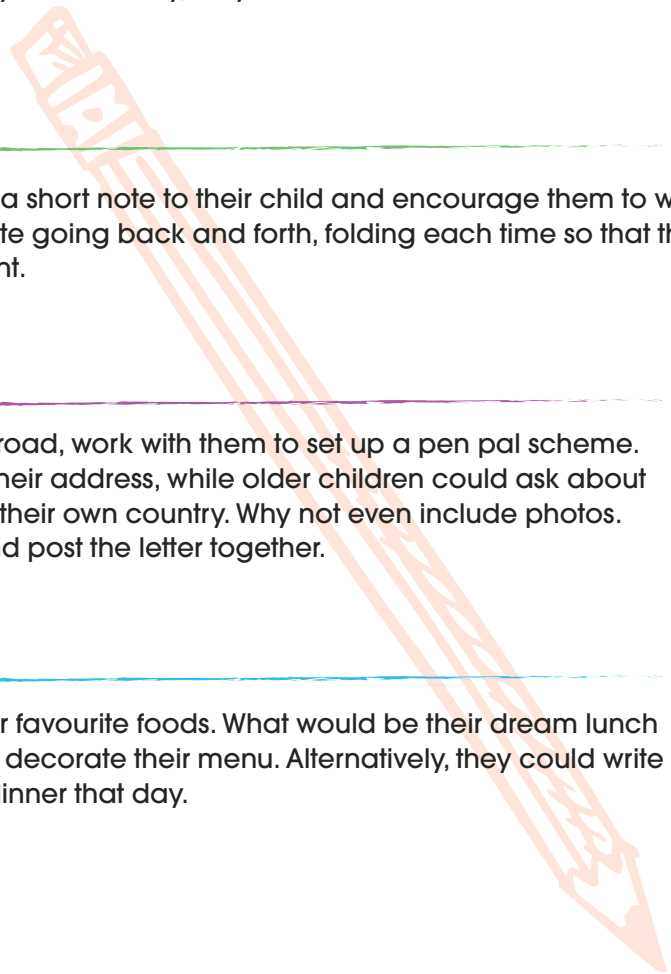 a short note to their child and encourage them to w
te going back and forth, folding each time so that th
nt.
road, work with them to set up a pen pal scheme.
heir address, while older children could ask about
their own country. Why not even include photos.
nd post the letter together.
r favourite foods. What would be their dream lunch
decorate their menu. Alternatively, they could write
linner that day.